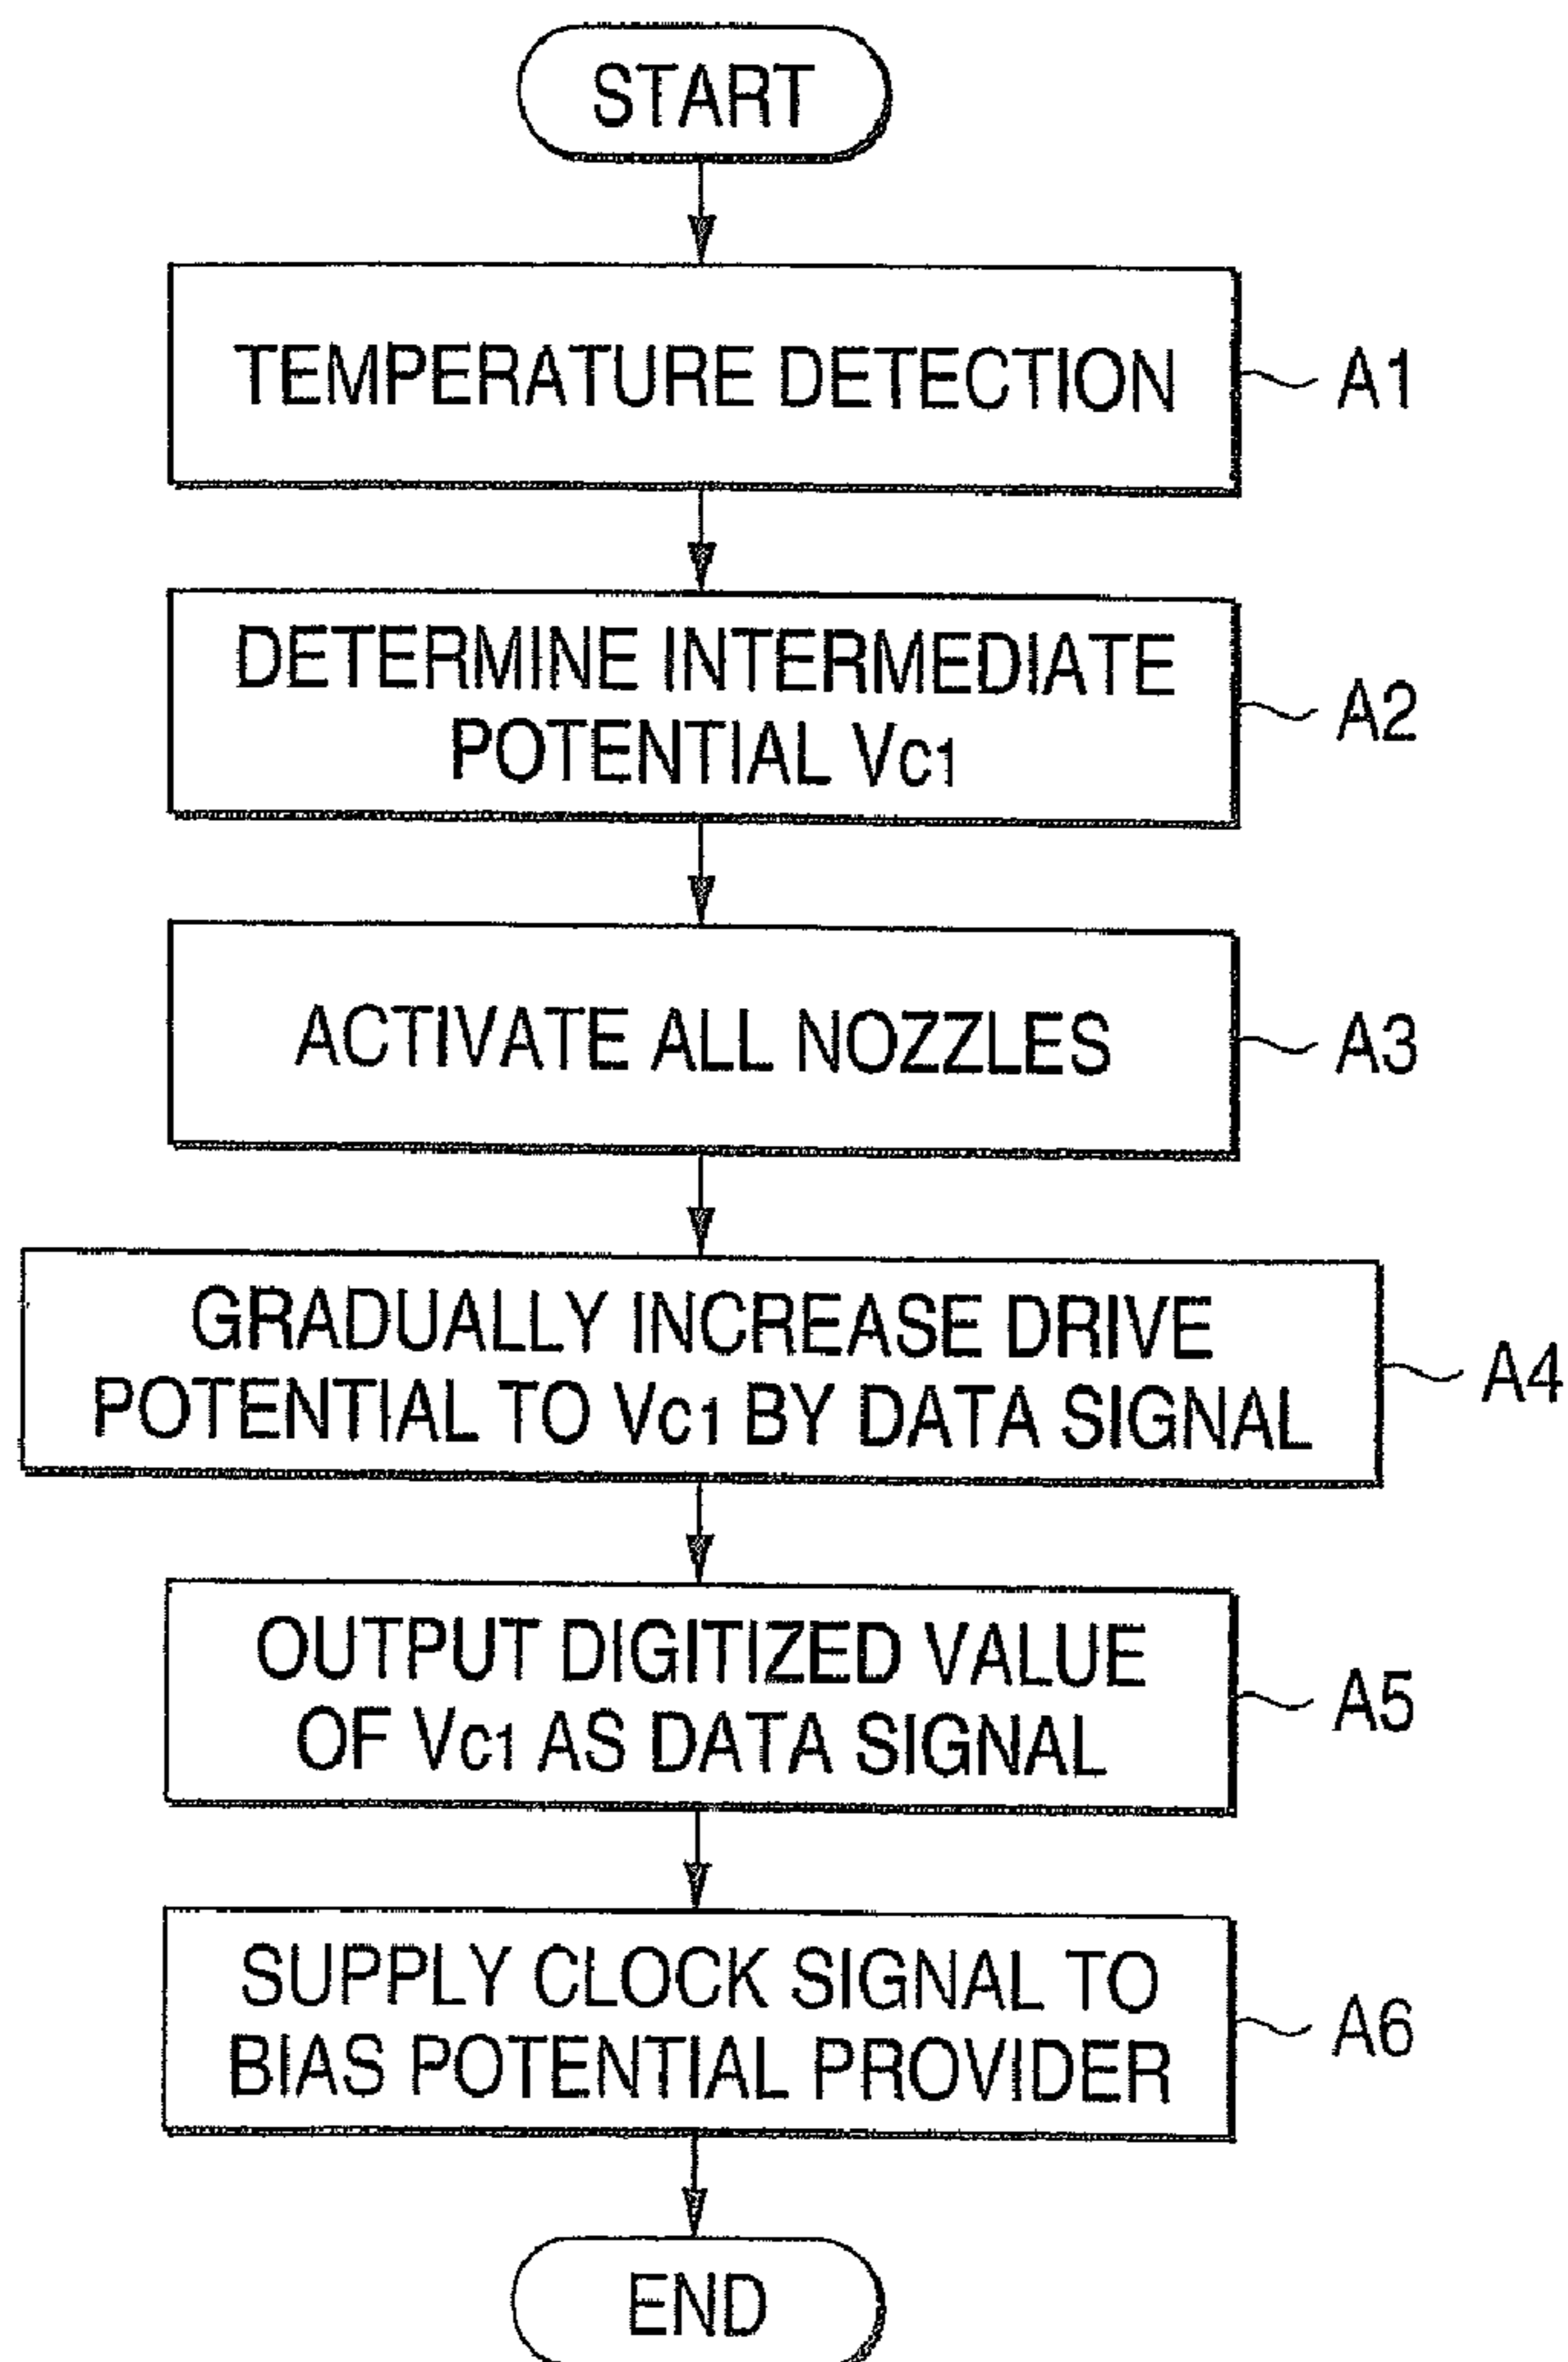 START
TEMPERATURE DETECTION
A1
DETERMINE INTERMEDIATE
POTENTIAL Vc1
A2
ACTIVATE ALL NOZZLES
A3
GRADUALLY INCREASE DRIVE
POTENTIAL TO Vc1 BY DATA SIGNAL
A4
OUTPUT DIGITIZED VALUE
OF Vc1 AS DATA SIGNAL
A5
SUPPLY CLOCK SIGNAL TO
BIAS POTENTIAL PROVIDER
A6
END